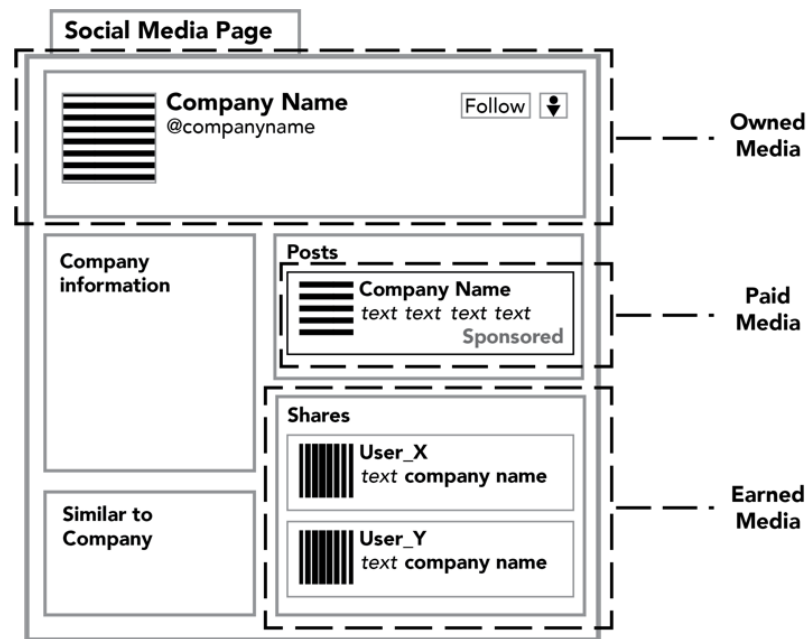 Social Media Page
Company Name
@companyname
Follow
Owned
Media
Company
information
Posts
Company Name
text text text text
Sponsored
Paid
Media
Shares
User_X
text company name
User_Y
text company name
Earned
Media
Similar to
Company